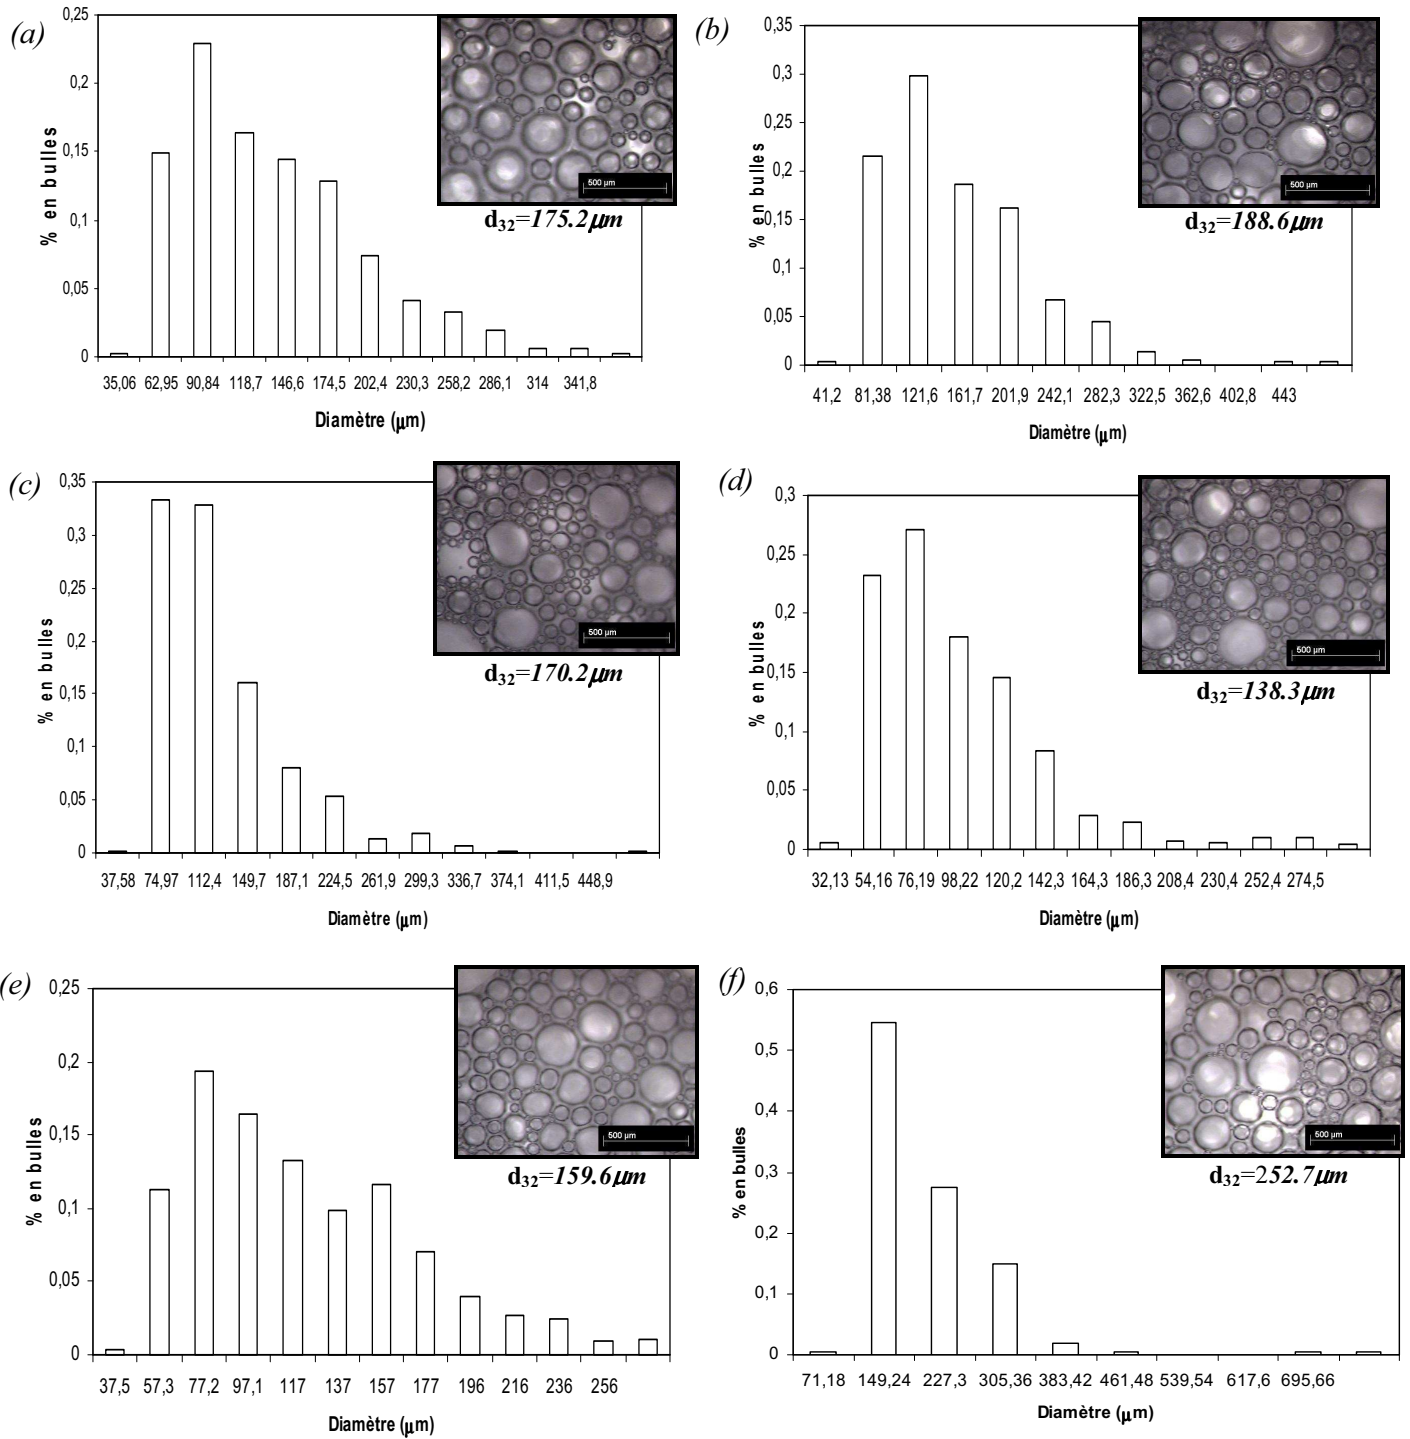 (a)
0,25
0,2
0,15
0,1
0,05
0
% en bulles
500 µm
d32=175.2µm
35,06 62,95 90,84 118,7 146,6 174,5 202,4 230,3 258,2 286,1 314 341,8
Diamètre (µm)
(b)
0,35
0,3
0,25
0,2
0,15
0,1
0,05
0
% en bulles
500 µm
d32=188.6µm
41,2 81,38 121,6 161,7 201,9 242,1 282,3 322,5 362,6 402,8 443
Diamètre (µm)
(c)
0,35
0,3
0,25
0,2
0,15
0,1
0,05
0
% en bulles
500 µm
d32=170.2µm
37,58 74,97 112,4 149,7 187,1 224,5 261,9 299,3 336,7 374,1 411,5 448,9
Diamètre (µm)
(d)
0,3
0,25
0,2
0,15
0,1
0,05
0
% en bulles
500 µm
d32=138.3µm
32,13 54,16 76,19 98,22 120,2 142,3 164,3 186,3 208,4 230,4 252,4 274,5
Diamètre (µm)
(e)
0,25
0,2
0,15
0,1
0,05
0
% en bulles
500 µm
d32=159.6µm
37,5 57,3 77,2 97,1 117 137 157 177 196 216 236 256
Diamètre (µm)
(f)
0,6
0,5
0,4
0,3
0,2
0,1
0
% en bulles
500 µm
d32=252.7µm
71,18 149,24 227,3 305,36 383,42 461,48 539,54 617,6 695,66
Diamètre (µm)